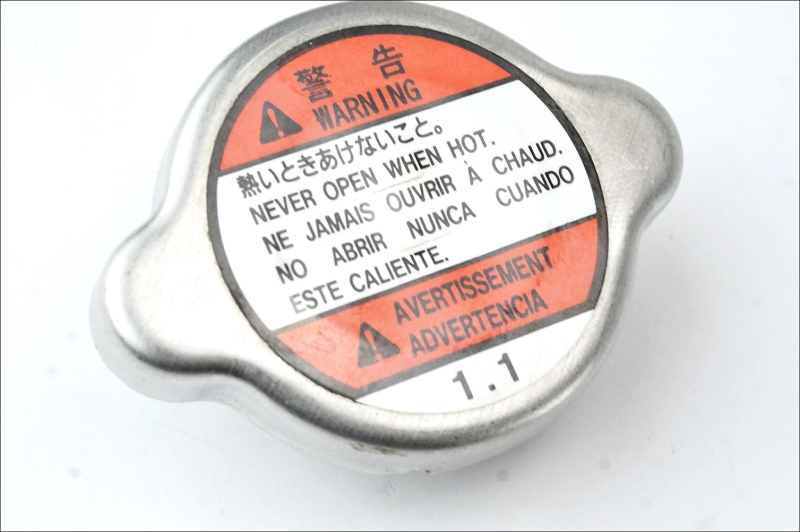 警告
WARNING
熱いときあけないこと。
NEVER OPEN WHEN HOT.
NE JAMAIS OUVRIR À CHAUD.
NO ABRIR NUNCA CUANDO
ESTE CALIENTE.
AVERTISSEMENT
ADVERTENCIA
1.1